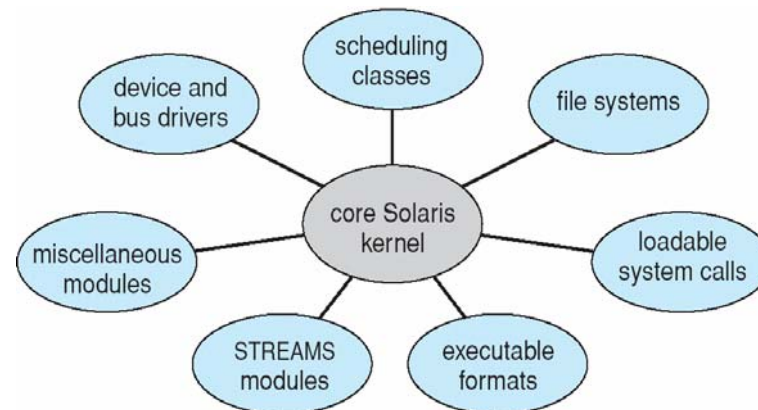 scheduling
classes
device and
bus drivers
file systems
core Solaris
kernel
miscellaneous
modules
loadable
system calls
STREAMS
modules
executable
formats